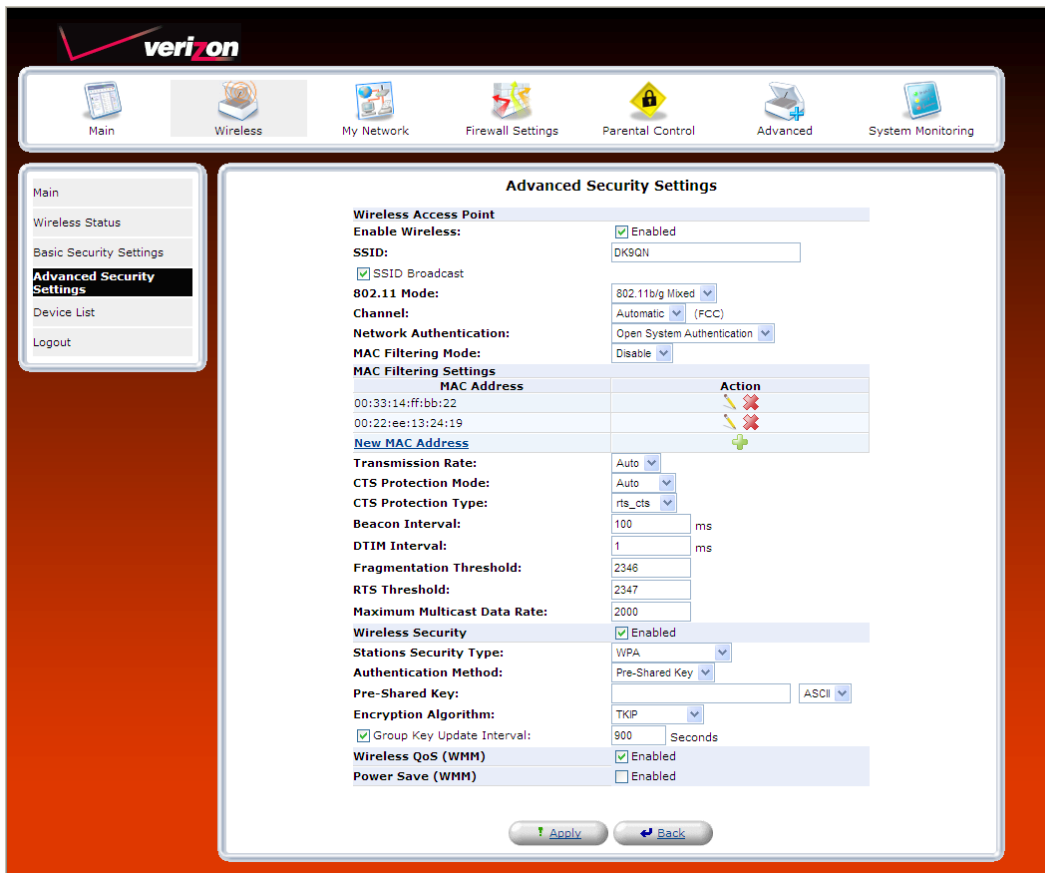 verizon
Main Wireless My Network Firewall Settings Parental Control Advanced System Monitoring
Main
Wireless Status
Basic Security Settings
Advanced Security
Settings
Device List
Logout
Advanced Security Settings
Wireless Access Point
Enable Wireless: Enabled
SSID: DK9QN
SSID Broadcast
802.11 Mode: 802.11b/g Mixed
Channel: Automatic (FCC)
Network Authentication: Open System Authentication
MAC Filtering Mode: Disable
MAC Filtering Settings
MAC Address Action
00:33:14:ff:bb:22
00:22:ee:13:24:19
New MAC Address
Transmission Rate: Auto
CTS Protection Mode: Auto
CTS Protection Type: rts_cts
Beacon Interval: 100 ms
DTIM Interval: 1 ms
Fragmentation Threshold: 2346
RTS Threshold: 2347
Maximum Multicast Data Rate: 2000
Wireless Security Enabled
Stations Security Type: WPA
Authentication Method: Pre-Shared Key
Pre-Shared Key: ASCII
Encryption Algorithm: TKIP
Group Key Update Interval: 900 Seconds
Wireless QoS (WMM) Enabled
Power Save (WMM) Enabled
Apply Back